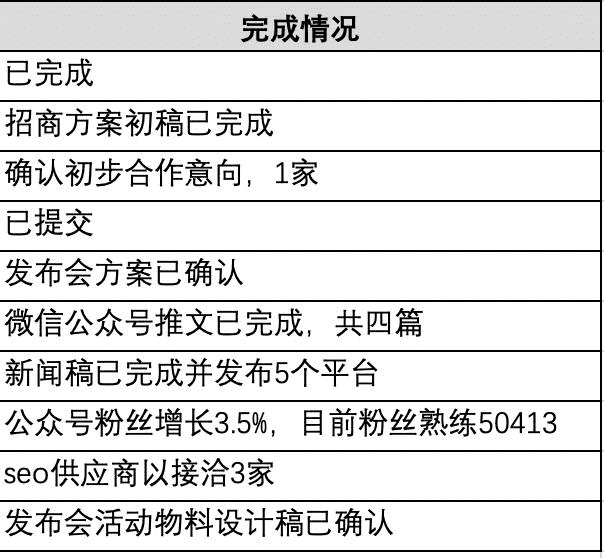 完成情况
已完成
招商方案初稿已完成
确认初步合作意向，1家
已提交
发布会方案已确认
微信公众号推文已完成，共四篇
新闻稿已完成并发布5个平台
公众号粉丝增长3.5%，目前粉丝熟练50413
seo供应商以接洽3家
发布会活动物料设计稿已确认